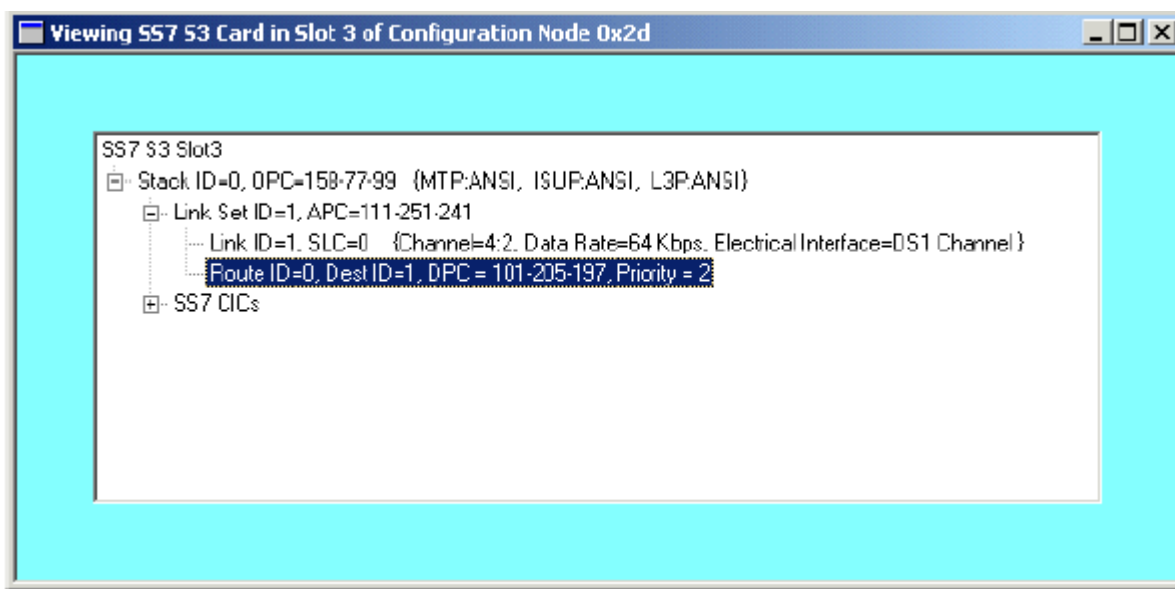 Viewing SS7 S3 Card in Slot 3 of Configuration Node 0x2d
SS7 S3 Slot3
Stack ID=0, OPC=158-77-99 {MTP:ANSI, ISUP:ANSI, L3P:ANSI}
Link Set ID=1, APC=111-251-241
Link ID=1, SLC=0 {Channel=4:2, Data Rate=64 Kbps, Electrical Interface=DS1 Channel}
Route ID=0, Dest ID=1, DPC = 101-205-197, Priority = 2
SS7 CICs